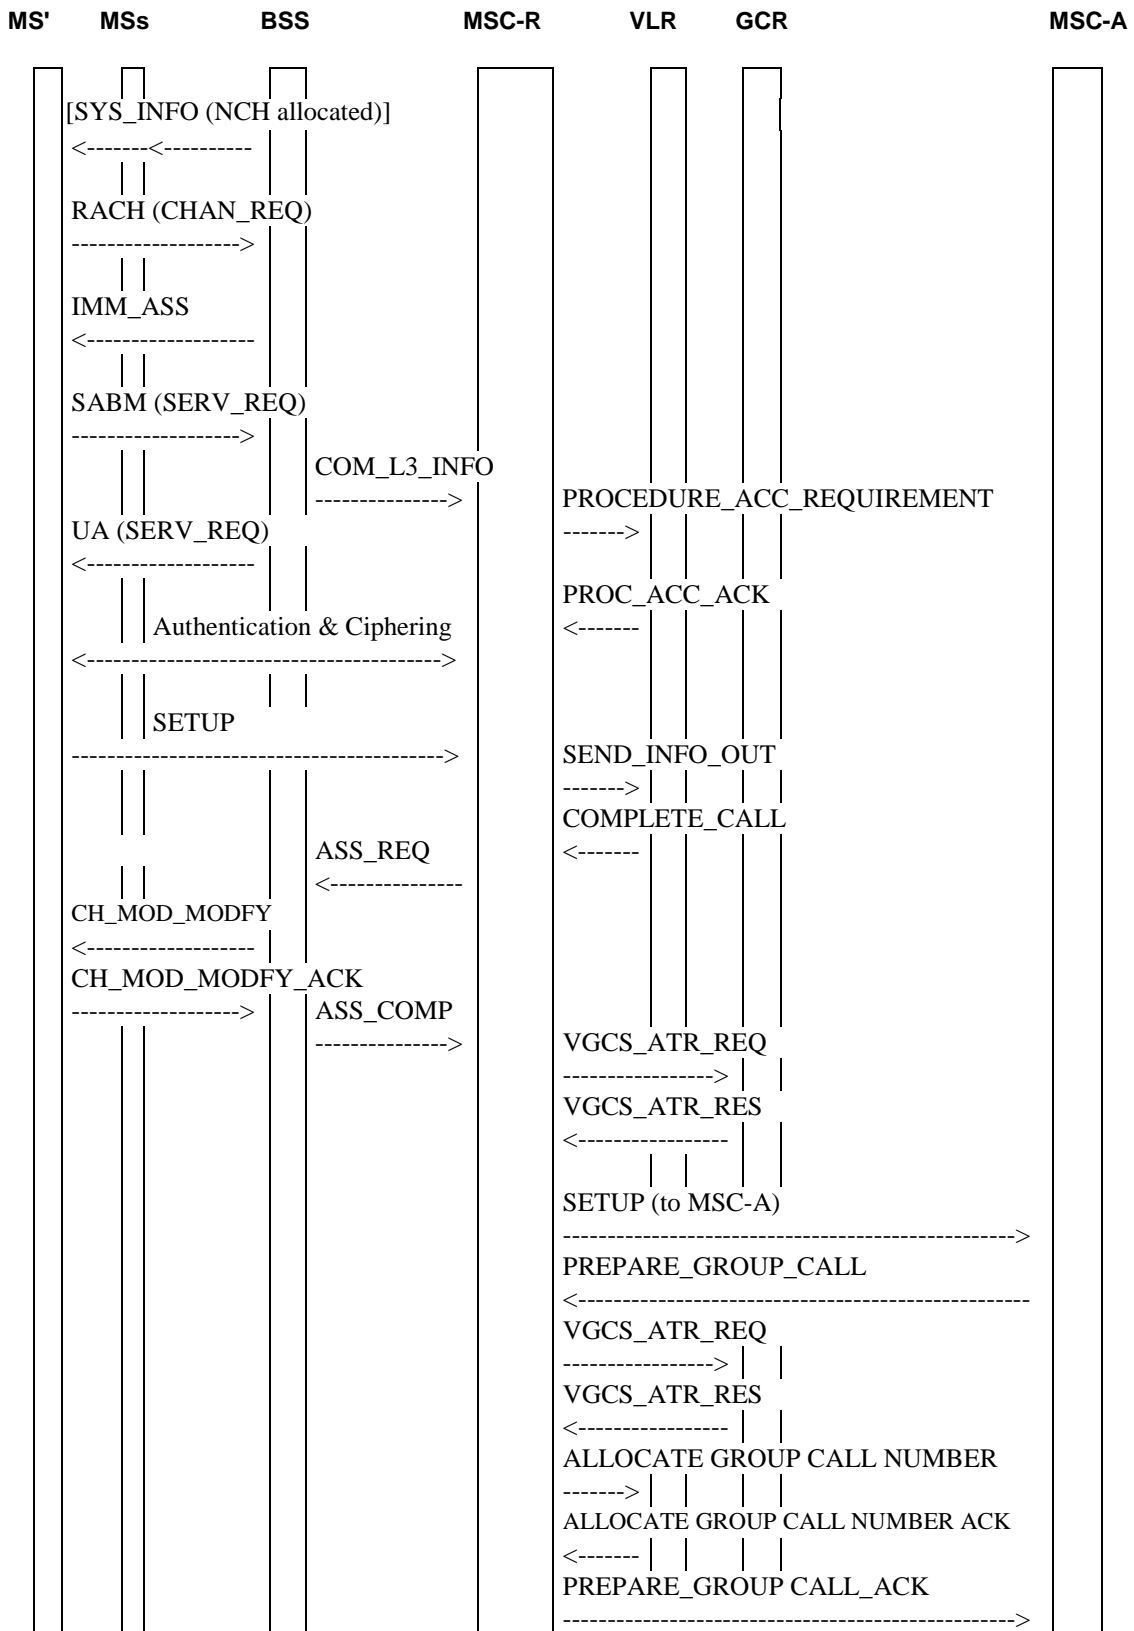 MS' MSs BSS MSC-R VLR GCR MSC-A
[SYS_INFO (NCH allocated)]
<-------<----------
RACH (CHAN_REQ)
------------------->
IMM_ASS
<-------------------
SABM (SERV_REQ)
------------------->
COM_L3_INFO
---------------> PROCEDURE_ACC_REQUIREMENT
UA (SERV_REQ) ------->
<-------------------
PROC_ACC_ACK
Authentication & Ciphering <-------
<---------------------------------------->
SETUP
------------------------------------------> SEND_INFO_OUT
------->
COMPLETE_CALL
ASS_REQ <-------
<---------------
CH_MOD_MODFY
<-------------------
CH_MOD_MODFY_ACK
-------------------> ASS_COMP
---------------> VGCS_ATR_REQ
----------------->
VGCS_ATR_RES
<-----------------
SETUP (to MSC-A)
--------------------------------------------------->
PREPARE_GROUP_CALL
<---------------------------------------------------
VGCS_ATR_REQ
----------------->
VGCS_ATR_RES
<-----------------
ALLOCATE GROUP CALL NUMBER
------->
ALLOCATE GROUP CALL NUMBER ACK
<-------
PREPARE_GROUP CALL_ACK
--------------------------------------------------->